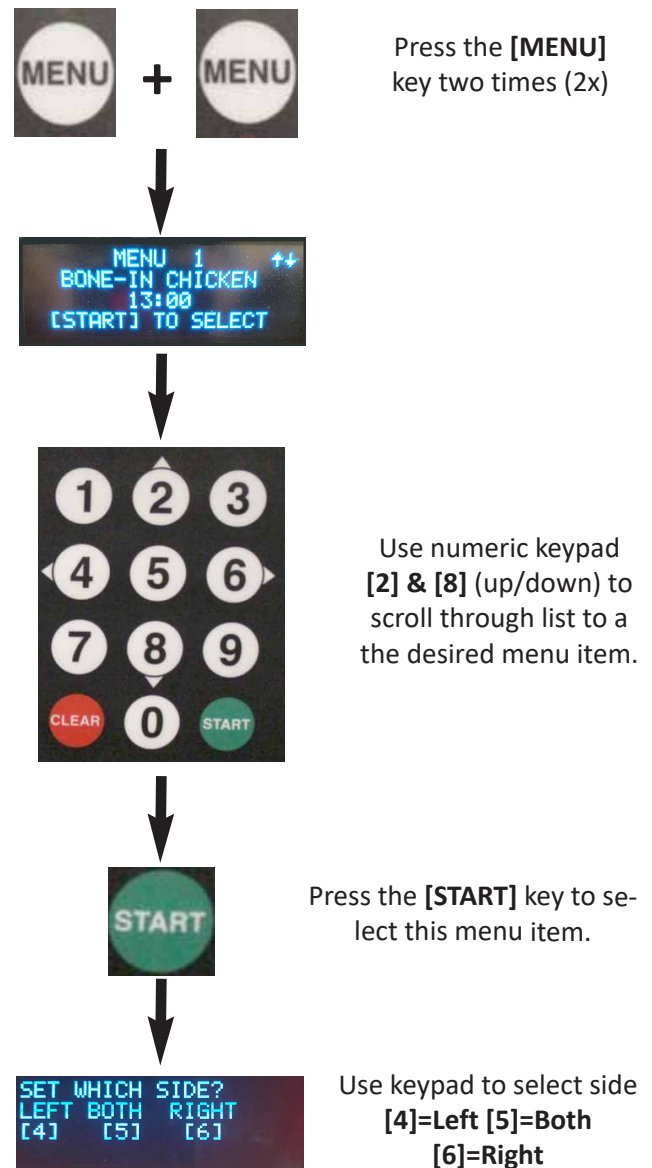 MENU + MENU
Press the [MENU]
key two times (2x)
MENU 1 ↑↓
BONE-IN CHICKEN
13:00
[START] TO SELECT
1 2 3
4 5 6
7 8 9
CLEAR 0 START
Use numeric keypad
[2] & [8] (up/down) to
scroll through list to a
the desired menu item.
START
Press the [START] key to se-
lect this menu item.
SET WHICH SIDE?
LEFT BOTH RIGHT
[4] [5] [6]
Use keypad to select side
[4]=Left [5]=Both
[6]=Right